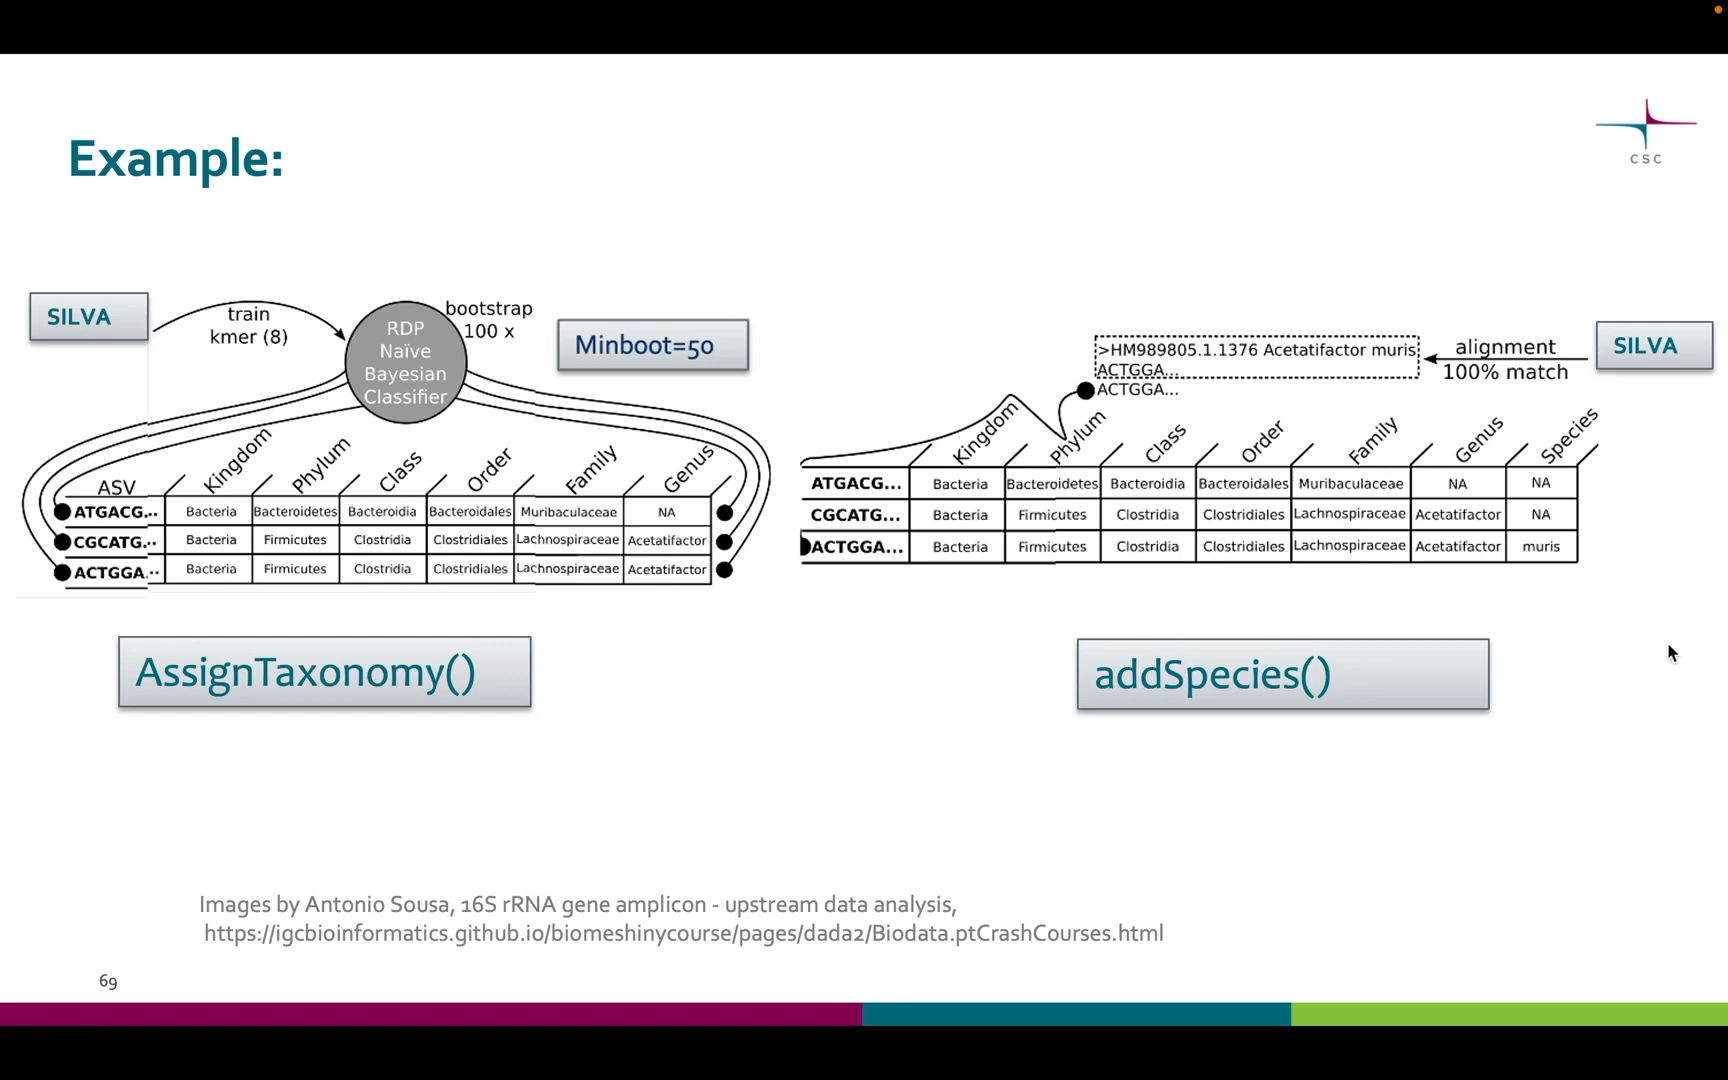 CSC
Example:
SILVA
train
kmer (8)
RDP
Naïve
Bayesian
Classifier
bootstrap
100 x
Minboot=50
ASV Kingdom Phylum Class Order Family Genus
ATGACG... Bacteria Bacteroidetes Bacteroidia Bacteroidales Muribaculaceae NA
CGCATG... Bacteria Firmicutes Clostridia Clostridiales Lachnospiraceae Acetatifactor
ACTGGA... Bacteria Firmicutes Clostridia Clostridiales Lachnospiraceae Acetatifactor
AssignTaxonomy()
>HM989805.1.1376 Acetatifactor muris
ACTGGA...
ACTGGA...
alignment
100% match
SILVA
Kingdom Phylum Class Order Family Genus Species
ATGACG... Bacteria Bacteroidetes Bacteroidia Bacteroidales Muribaculaceae NA NA
CGCATG... Bacteria Firmicutes Clostridia Clostridiales Lachnospiraceae Acetatifactor NA
ACTGGA... Bacteria Firmicutes Clostridia Clostridiales Lachnospiraceae Acetatifactor muris
addSpecies()
Images by Antonio Sousa, 16S rRNA gene amplicon - upstream data analysis,
https://igcbioinformatics.github.io/biomeshinycourse/pages/dada2/Biodata.ptCrashCourses.html
69